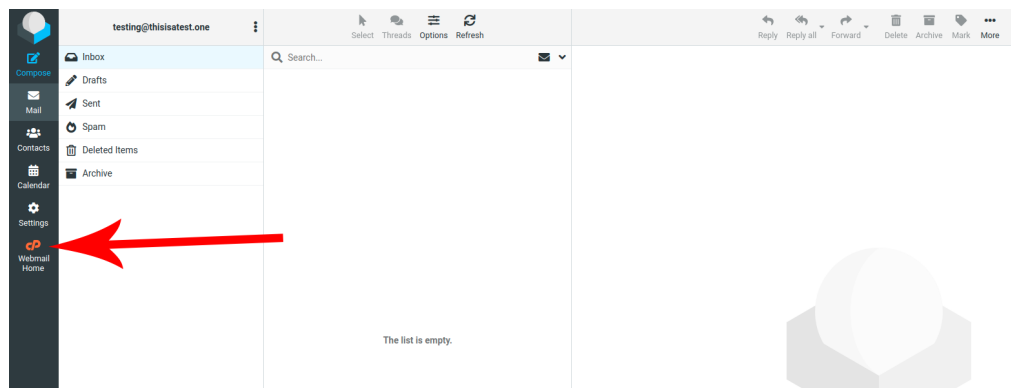 testing@thisisatest.one
Select Threads Options Refresh
Reply Reply all Forward Delete Archive Mark More
Compose
Mail
Contacts
Calendar
Settings
cP
Webmail
Home
Inbox
Drafts
Sent
Spam
Deleted Items
Archive
Search...
The list is empty.